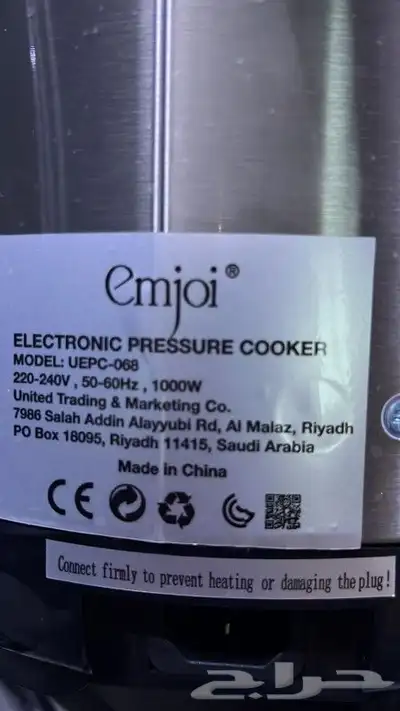 emjoi®
ELECTRONIC PRESSURE COOKER
MODEL: UEPC-068
220-240V , 50-60Hz , 1000W
United Trading & Marketing Co.
7986 Salah Addin Alayyubi Rd, Al Malaz, Riyadh
PO Box 18095, Riyadh 11415, Saudi Arabia
Made in China
CE
Connect firmly to prevent heating or damaging the plug!
حراج